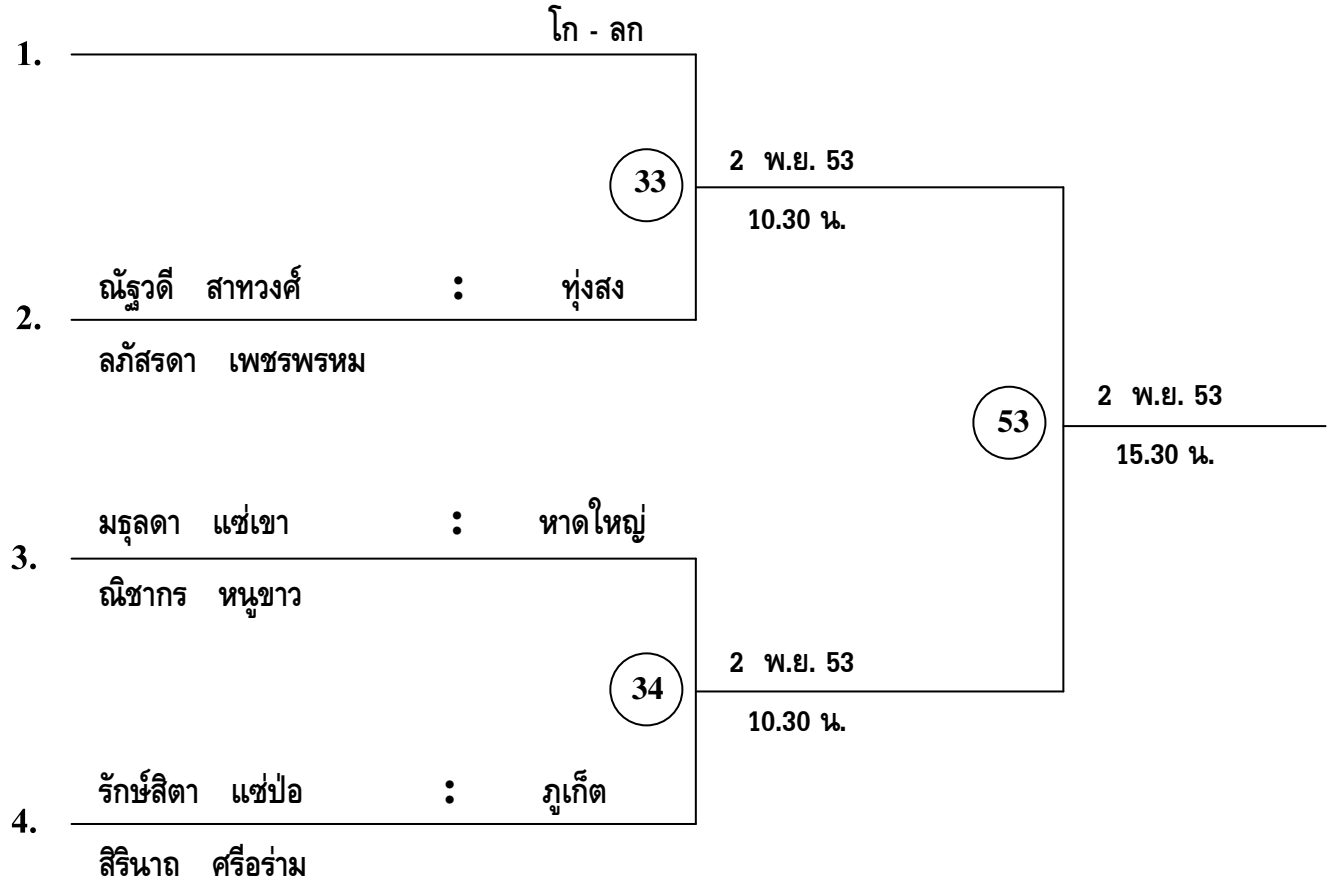 โก - ลก
1.
33
2 พ.ย. 53
10.30 น.
ณัฐวดี สาทวงศ์ : ทุ่งสง
2.
ลภัสรดา เพชรพรหม
53
2 พ.ย. 53
15.30 น.
มธุลดา แซ่เขา : หาดใหญ่
3.
ณิชากร หนูขาว
34
2 พ.ย. 53
10.30 น.
รักษ์สิตา แซ่ป่อ : ภูเก็ต
4.
สิรินาถ ศรีอร่าม